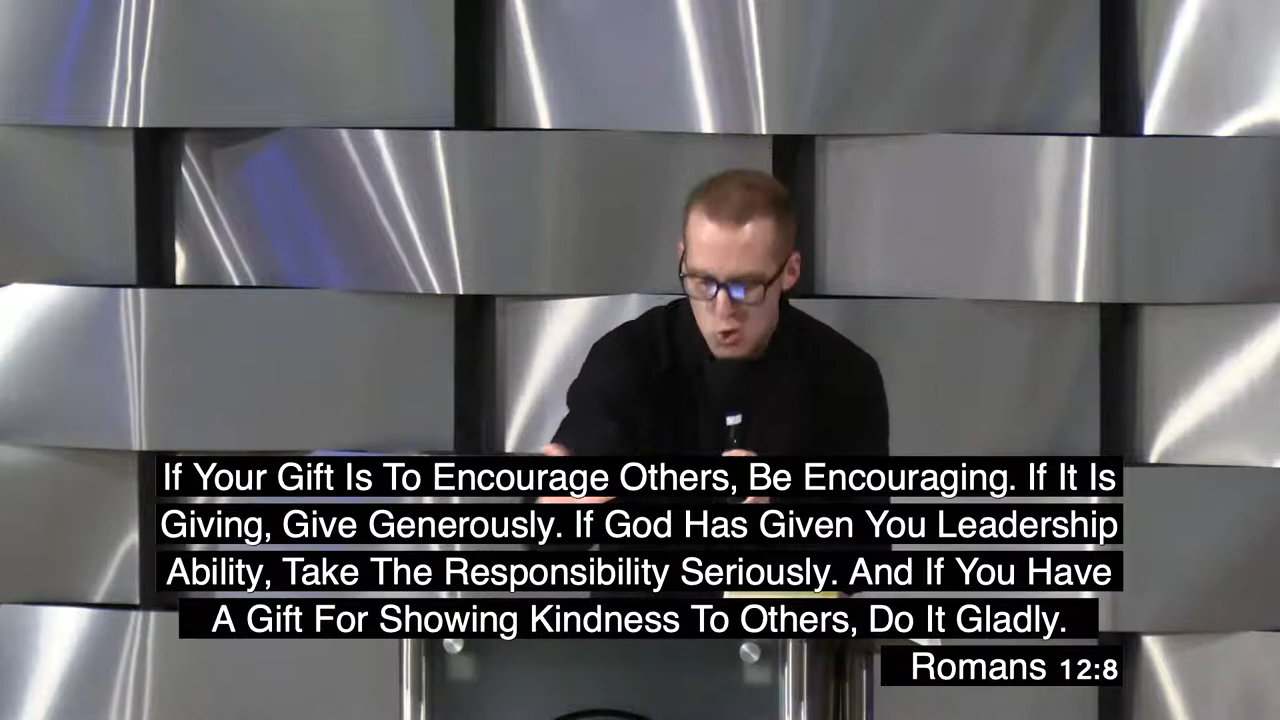 If Your Gift Is To Encourage Others, Be Encouraging. If It Is
Giving, Give Generously. If God Has Given You Leadership
Ability, Take The Responsibility Seriously. And If You Have
A Gift For Showing Kindness To Others, Do It Gladly.
Romans 12:8